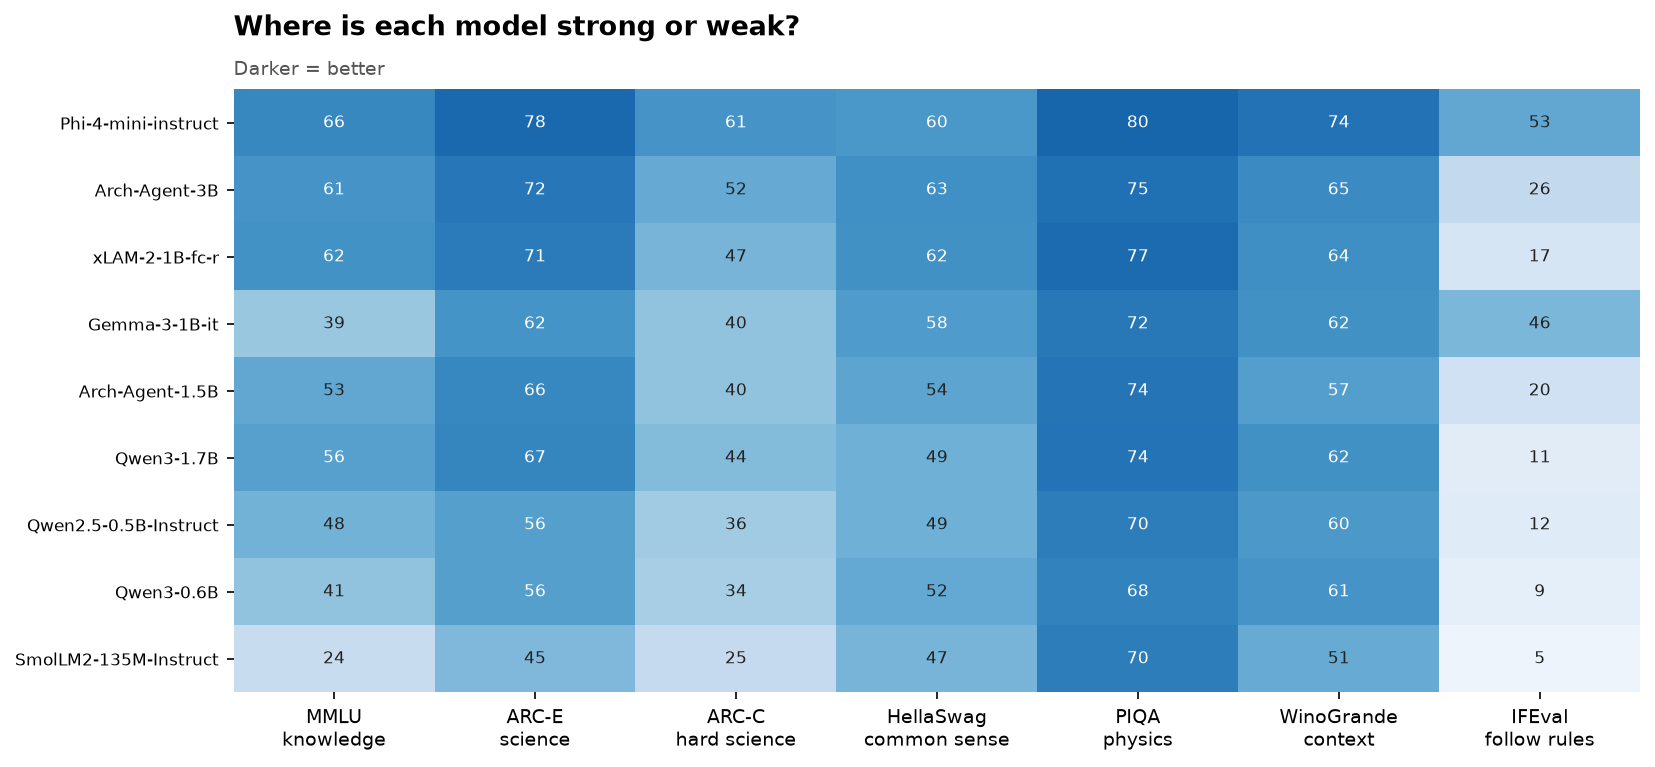 Where is each model strong or weak?
Darker = better
Phi-4-mini-instruct 66 78 61 60 80 74 53
Arch-Agent-3B 61 72 52 63 75 65 26
xLAM-2-1B-fc-r 62 71 47 62 77 64 17
Gemma-3-1B-it 39 62 40 58 72 62 46
Arch-Agent-1.5B 53 66 40 54 74 57 20
Qwen3-1.7B 56 67 44 49 74 62 11
Qwen2.5-0.5B-Instruct 48 56 36 49 70 60 12
Qwen3-0.6B 41 56 34 52 68 61 9
SmolLM2-135M-Instruct 24 45 25 47 70 51 5
MMLU ARC-E ARC-C HellaSwag PIQA WinoGrande IFEval
knowledge science hard science common sense physics context follow rules